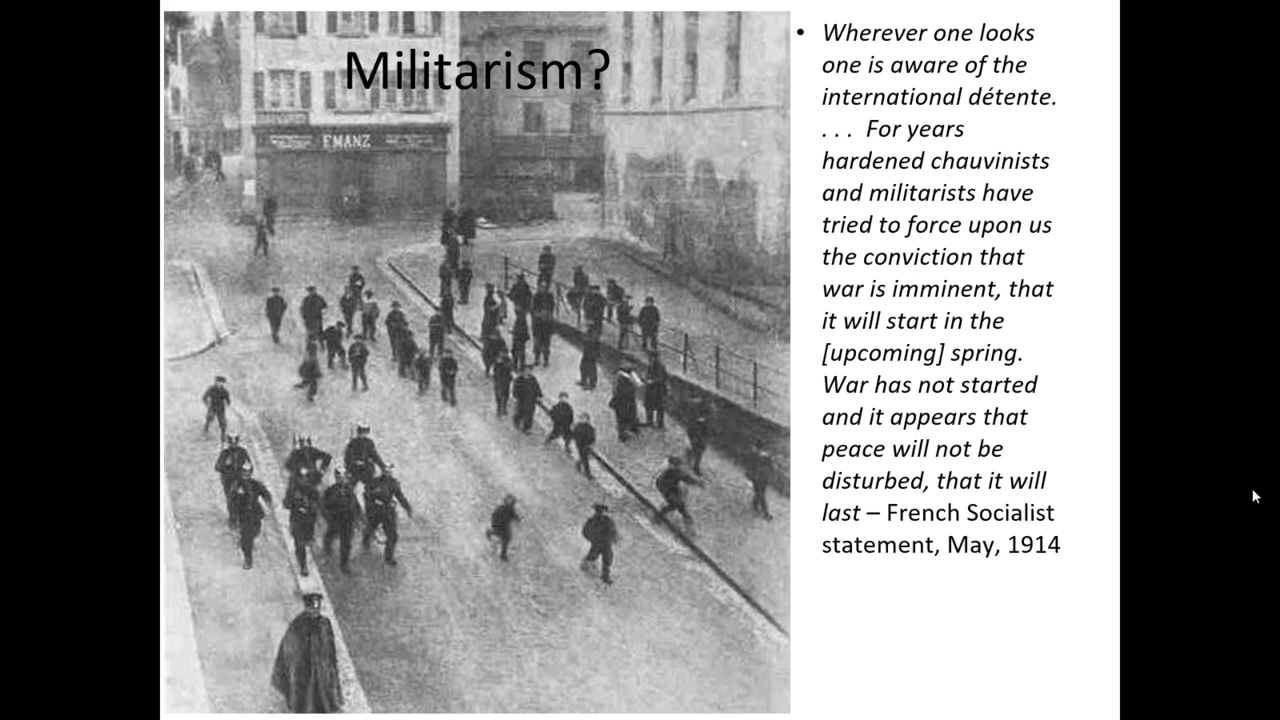 Militarism?
F.MANZ
• Wherever one looks
one is aware of the
international détente.
. . . For years
hardened chauvinists
and militarists have
tried to force upon us
the conviction that
war is imminent, that
it will start in the
[upcoming] spring.
War has not started
and it appears that
peace will not be
disturbed, that it will
last – French Socialist
statement, May, 1914